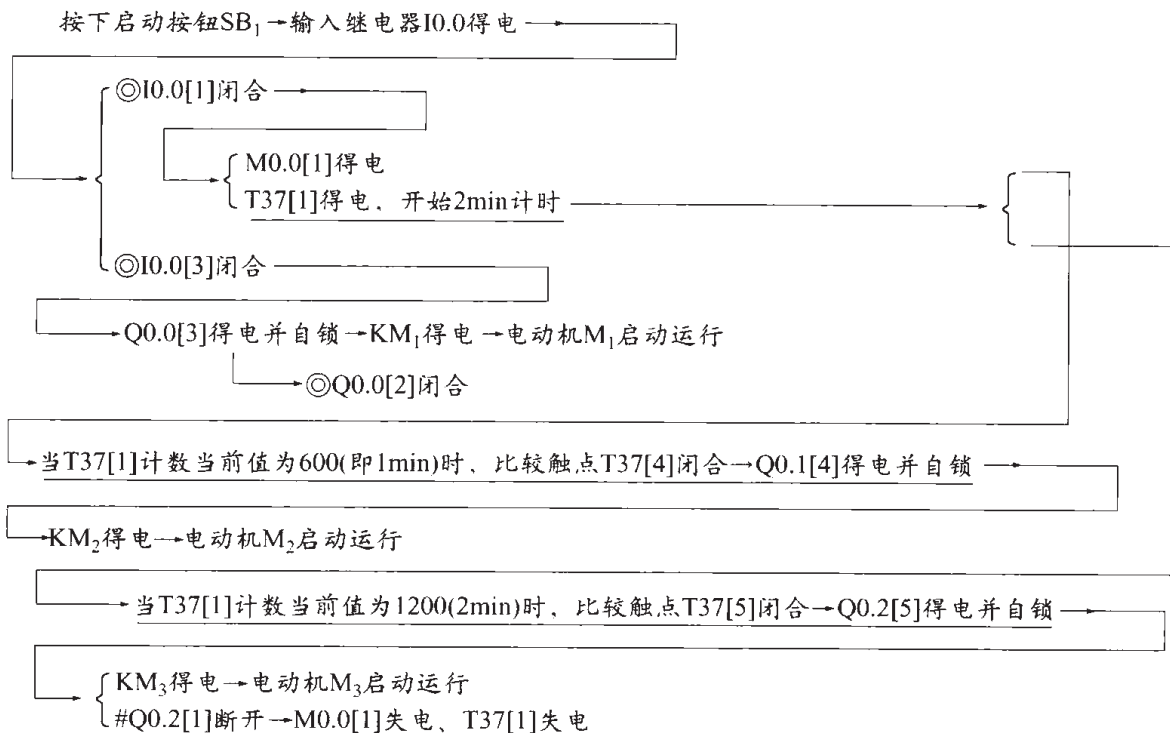 按下启动按钮SB₁→输入继电器I0.0得电→
◎I0.0[1]闭合→
M0.0[1]得电
T37[1]得电、开始2min计时→
◎I0.0[3]闭合→
→Q0.0[3]得电并自锁→KM₁得电→电动机M₁启动运行
→◎Q0.0[2]闭合
→当T37[1]计数当前值为600(即1min)时、比较触点T37[4]闭合→Q0.1[4]得电并自锁→
→KM₂得电→电动机M₂启动运行
→当T37[1]计数当前值为1200(2min)时、比较触点T37[5]闭合→Q0.2[5]得电并自锁→
KM₃得电→电动机M₃启动运行
#Q0.2[1]断开→M0.0[1]失电、T37[1]失电